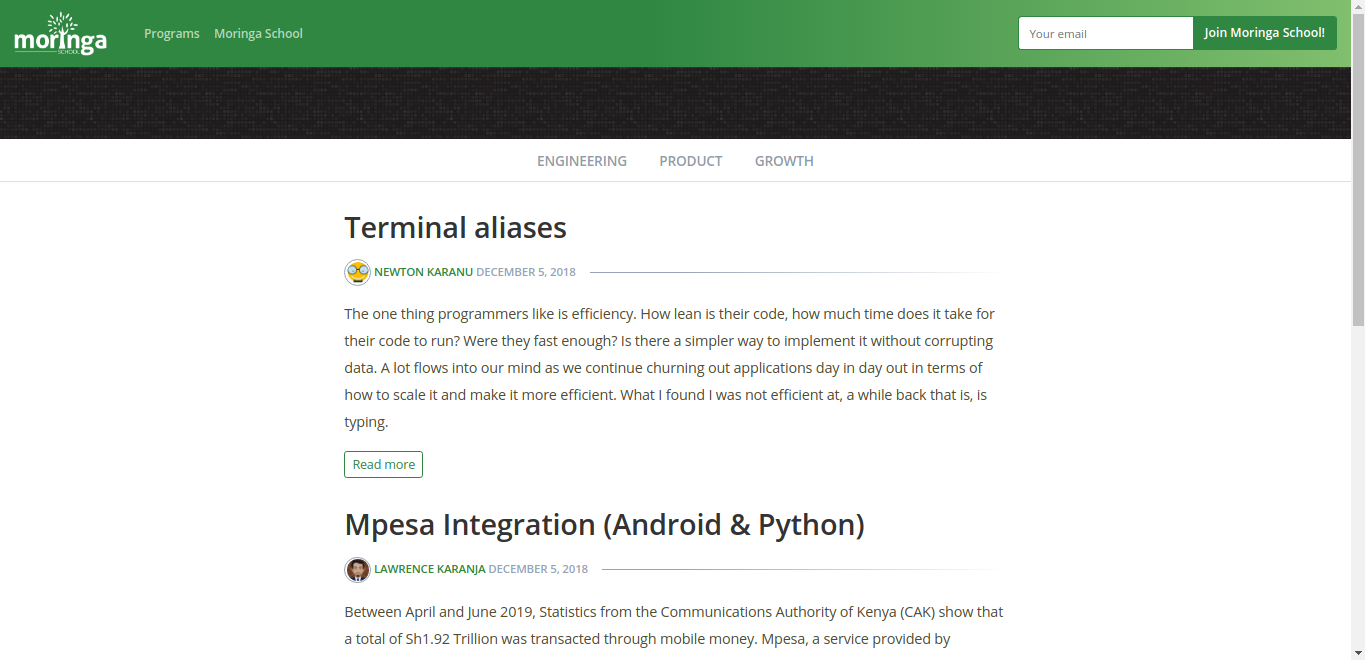 moringa
SCHOOL
Programs
Moringa School
Your email
Join Moringa School!
ENGINEERING
PRODUCT
GROWTH
Terminal aliases
NEWTON KARANU DECEMBER 5, 2018
The one thing programmers like is efficiency. How lean is their code, how much time does it take for
their code to run? Were they fast enough? Is there a simpler way to implement it without corrupting
data. A lot flows into our mind as we continue churning out applications day in day out in terms of
how to scale it and make it more efficient. What I found I was not efficient at, a while back that is, is
typing.
Read more
Mpesa Integration (Android & Python)
LAWRENCE KARANJA DECEMBER 5, 2018
Between April and June 2019, Statistics from the Communications Authority of Kenya (CAK) show that
a total of Sh1.92 Trillion was transacted through mobile money. Mpesa, a service provided by